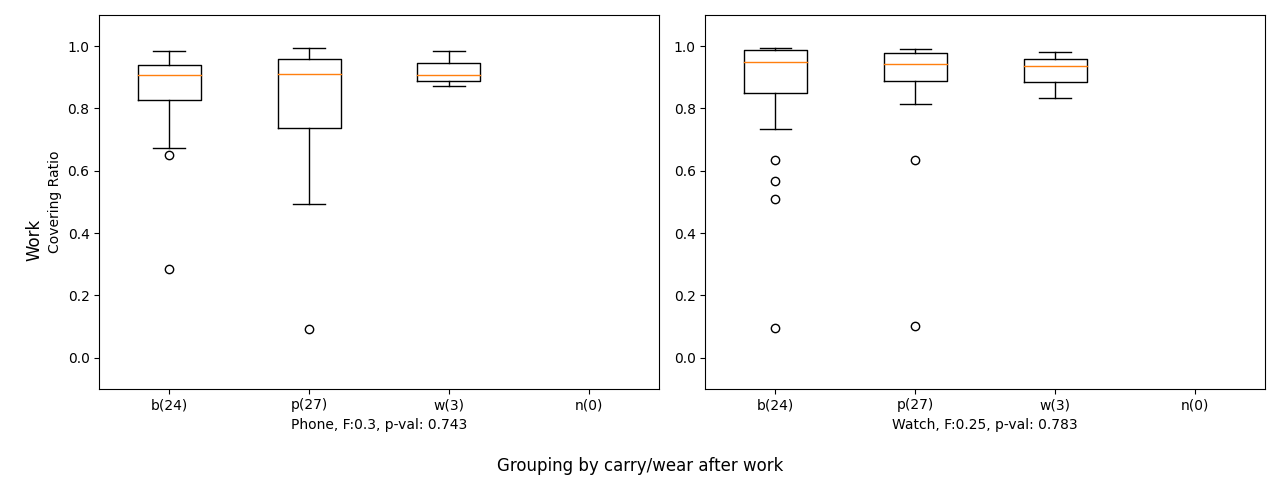 Work
Covering Ratio
1.0
0.8
0.6
0.4
0.2
0.0
b(24) p(27) w(3) n(0)
Phone, F:0.3, p-val: 0.743
1.0
0.8
0.6
0.4
0.2
0.0
b(24) p(27) w(3) n(0)
Watch, F:0.25, p-val: 0.783
Grouping by carry/wear after work